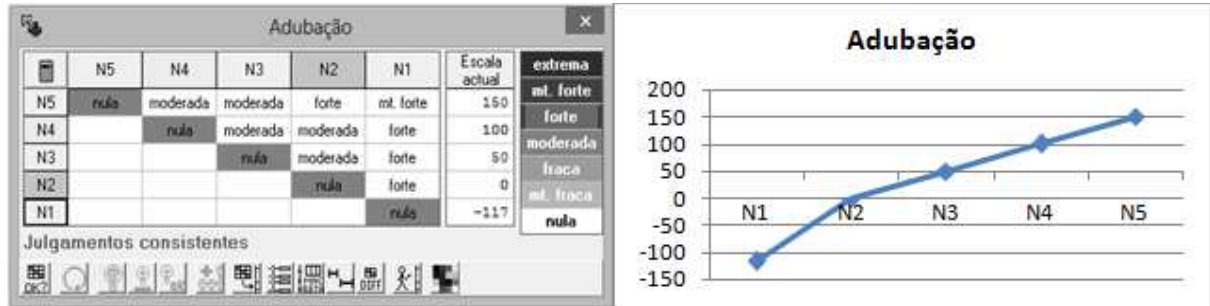 Adubação
N5 N4 N3 N2 N1 Escala actual
N5 nula moderada moderada forte mt. forte 150
N4 nula moderada moderada forte 100
N3 nula moderada forte 50
N2 nula forte 0
N1 nula -117
extrema
mt. forte
forte
moderada
fraca
mt. fraca
nula
Julgamentos consistentes
OK?
DIFF
Adubação
200
150
100
50
0
-50
-100
-150
N1 N2 N3 N4 N5